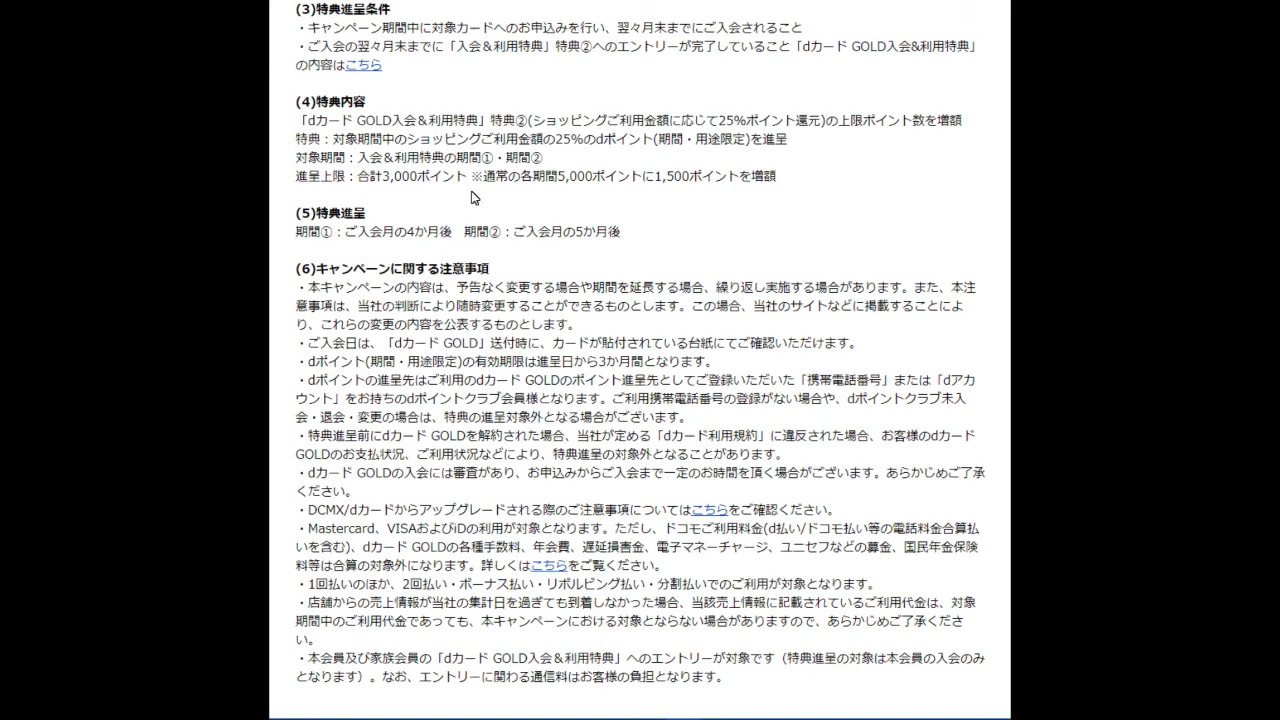 (3)特典進呈条件
・キャンペーン期間中に対象カードへのお申込みを行い、翌々月末までにご入会されること
・ご入会の翌々月末までに「入会＆利用特典」特典②へのエントリーが完了していること「dカード GOLD入会&利用特典」
の内容はこちら
(4)特典内容
「dカード GOLD入会＆利用特典」特典②(ショッピングご利用金額に応じて25%ポイント還元)の上限ポイント数を増額
特典：対象期間中のショッピングご利用金額の25%のdポイント(期間・用途限定)を進呈
対象期間：入会＆利用特典の期間①・期間②
進呈上限：合計3,000ポイント ※通常の各期間5,000ポイントに1,500ポイントを増額
(5)特典進呈
期間①：ご入会月の4か月後　期間②：ご入会月の5か月後
(6)キャンペーンに関する注意事項
・本キャンペーンの内容は、予告なく変更する場合や期間を延長する場合、繰り返し実施する場合があります。また、本注
意事項は、当社の判断により随時変更することができるものとします。この場合、当社のサイトなどに掲載することによ
り、これらの変更の内容を公表するものとします。
・ご入会日は、「dカード GOLD」送付時に、カードが貼付されている台紙にてご確認いただけます。
・dポイント(期間・用途限定)の有効期限は進呈日から3か月間となります。
・dポイントの進呈先はご利用のdカード GOLDのポイント進呈先としてご登録いただいた「携帯電話番号」または「dアカ
ウント」をお持ちのdポイントクラブ会員様となります。ご利用携帯電話番号の登録がない場合や、dポイントクラブ未入
会・退会・変更の場合は、特典の進呈対象外となる場合がございます。
・特典進呈前にdカード GOLDを解約された場合、当社が定める「dカード利用規約」に違反された場合、お客様のdカード
GOLDのお支払状況、ご利用状況などにより、特典進呈の対象外となることがあります。
・dカード GOLDの入会には審査があり、お申込みからご入会まで一定のお時間を頂く場合がございます。あらかじめご了承
ください。
・DCMX/dカードからアップグレードされる際のご注意事項についてはこちらをご確認ください。
・Mastercard、VISAおよびiDの利用が対象となります。ただし、ドコモご利用料金(d払い/ドコモ払い等の電話料金合算払
いを含む)、dカード GOLDの各種手数料、年会費、遅延損害金、電子マネーチャージ、ユニセフなどの募金、国民年金保険
料等は合算の対象外になります。詳しくはこちらをご覧ください。
・1回払いのほか、2回払い・ボーナス払い・リボルビング払い・分割払いでのご利用が対象となります。
・店舗からの売上情報が当社の集計日を過ぎても到着しなかった場合、当該売上情報に記載されているご利用代金は、対象
期間中のご利用代金であっても、本キャンペーンにおける対象とならない場合がありますので、あらかじめご了承くださ
い。
・本会員及び家族会員の「dカード GOLD入会＆利用特典」へのエントリーが対象です（特典進呈の対象は本会員の入会のみ
となります）。なお、エントリーに関わる通信料はお客様の負担となります。